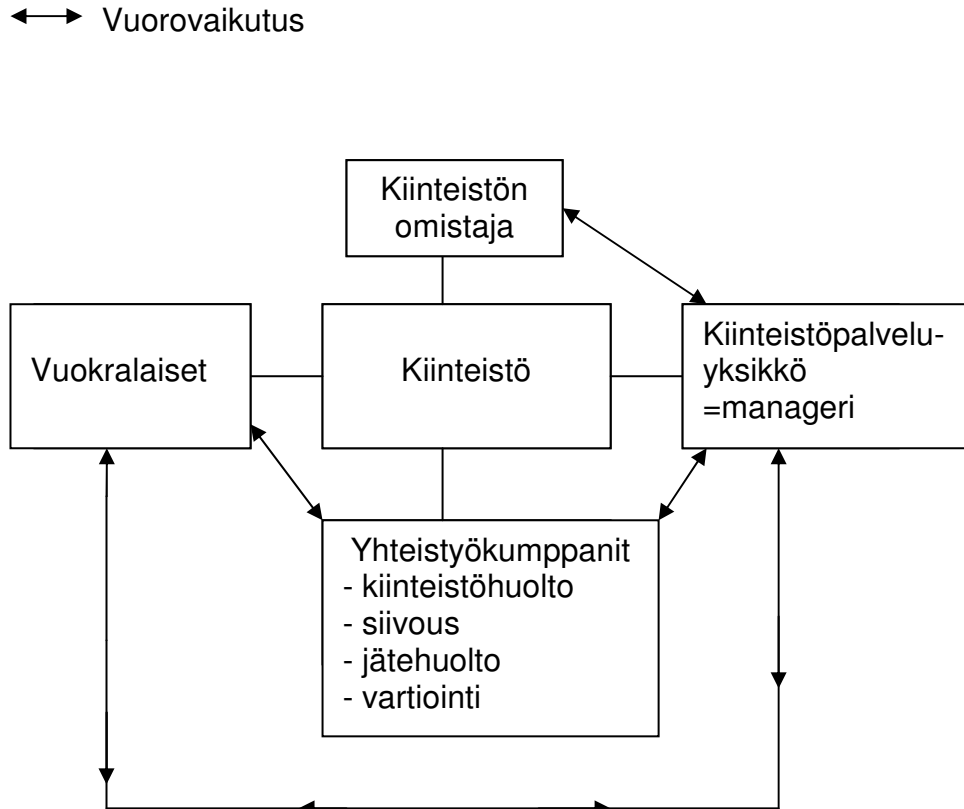 Vuorovaikutus
Kiinteistön
omistaja
Vuokralaiset
Kiinteistö
Kiinteistöpalvelu-
yksikkö
=manageri
Yhteistyökumppanit
- kiinteistöhuolto
- siivous
- jätehuolto
- vartiointi